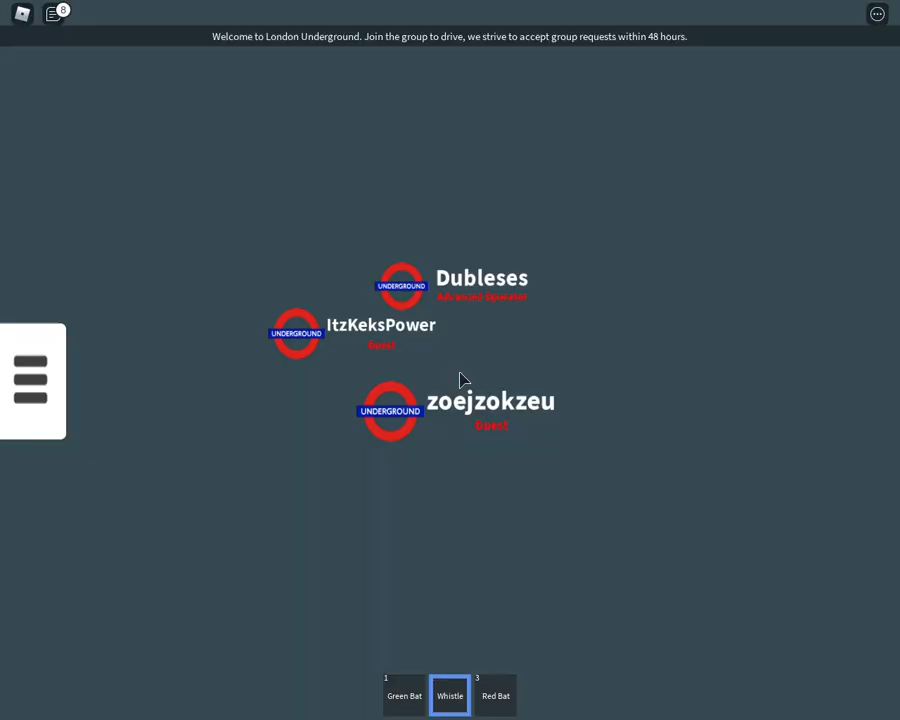 8
Welcome to London Underground. Join the group to drive, we strive to accept group requests within 48 hours.
UNDERGROUND
Dubleses
Advanced Operator
UNDERGROUND
ItzKeksPower
Guest
UNDERGROUND
zoejzokzeu
Guest
1
Green Bat
Whistle
3
Red Bat